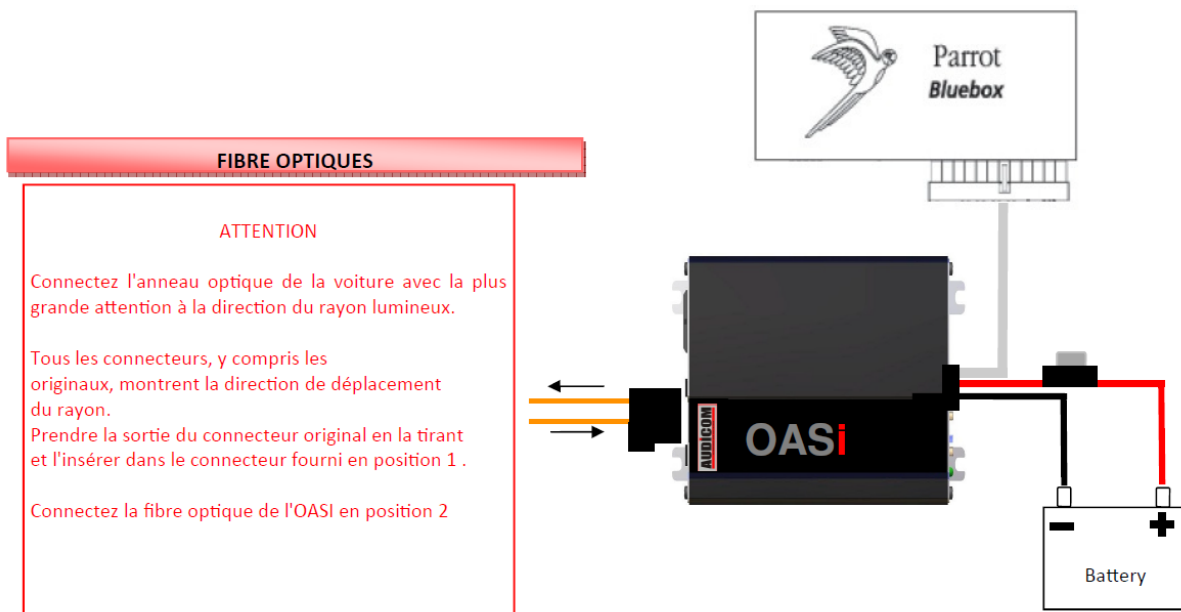 Parrot
Bluebox
FIBRE OPTIQUES
ATTENTION
Connectez l'anneau optique de la voiture avec la plus
grande attention à la direction du rayon lumineux.
Tous les connecteurs, y compris les
originaux, montrent la direction de déplacement
du rayon.
Prendre la sortie du connecteur original en la tirant
et l'insérer dans le connecteur fourni en position 1 .
Connectez la fibre optique de l'OASI en position 2
AUDICOM
OASi
Battery